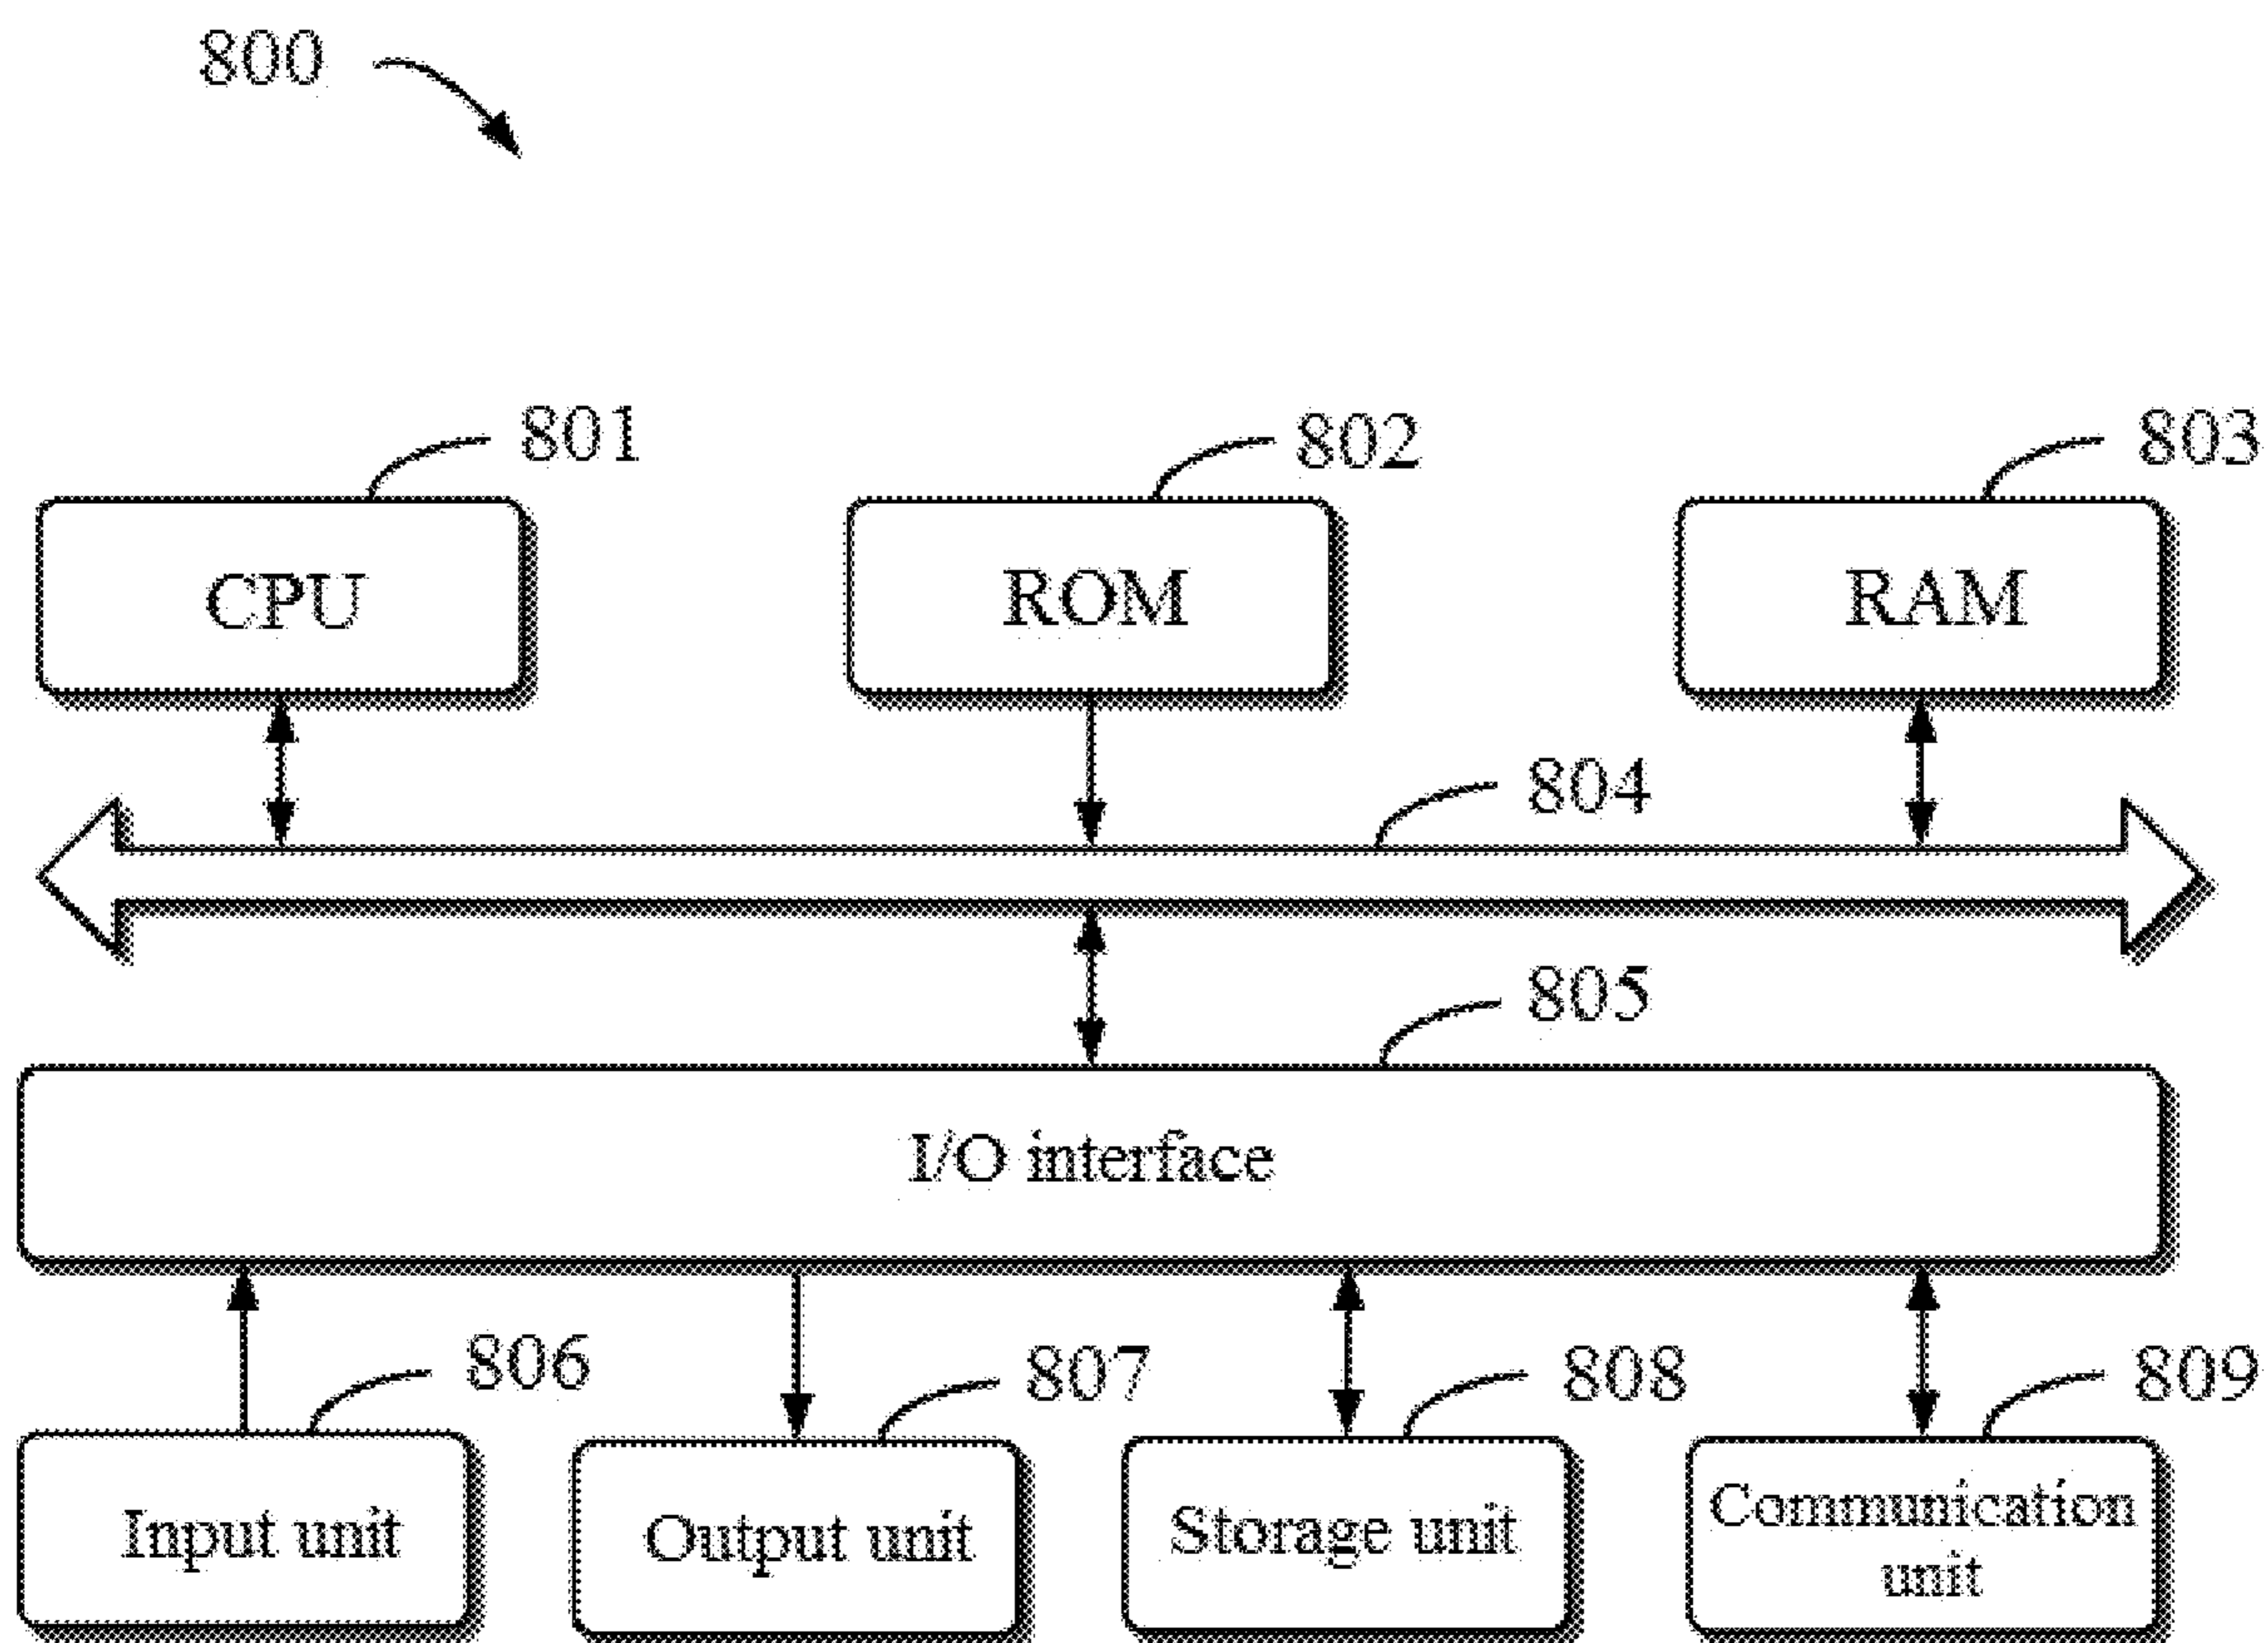 800
801
802
803
CPU
ROM
RAM
804
805
I/O interface
806
807
808
809
Input unit
Output unit
Storage unit
Communication
unit